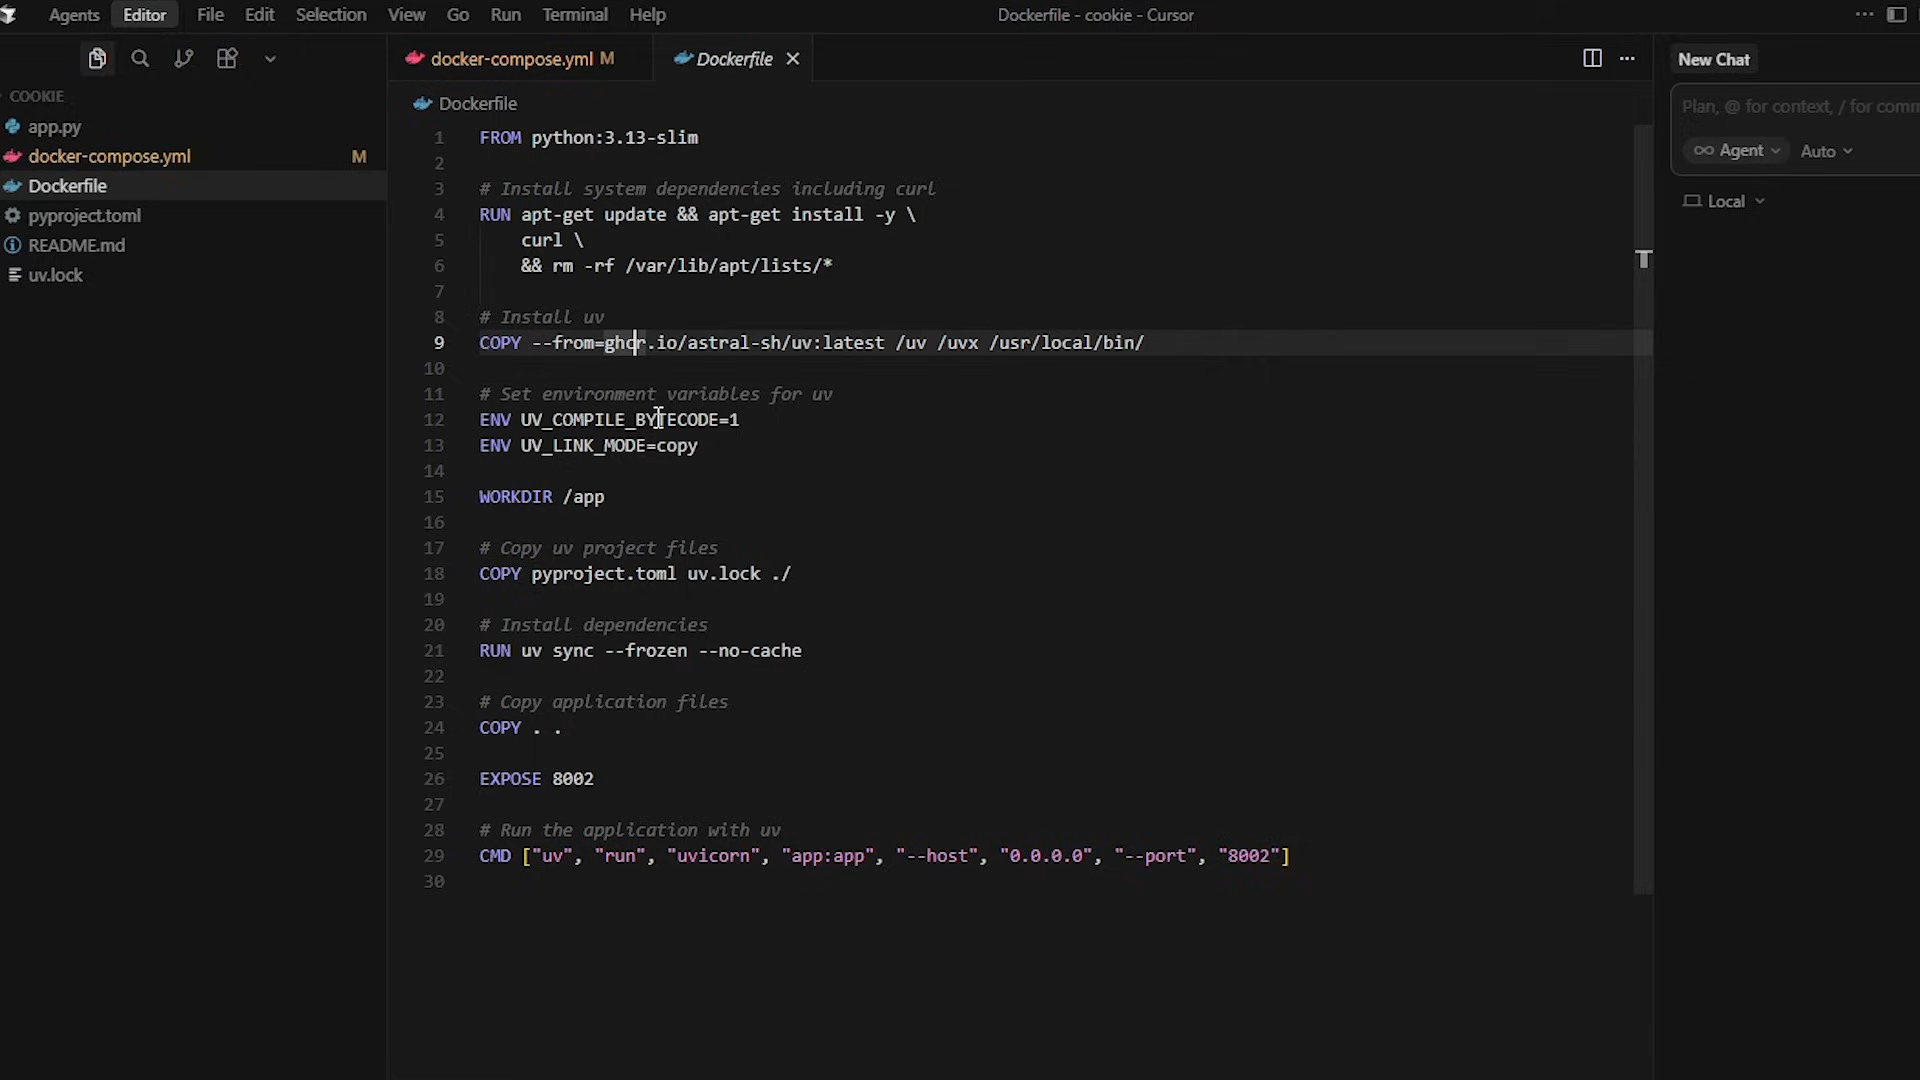 Agents Editor File Edit Selection View Go Run Terminal Help Dockerfile - cookie - Cursor
docker-compose.yml M Dockerfile New Chat
COOKIE
app.py
docker-compose.yml M
Dockerfile
pyproject.toml
README.md
uv.lock
Dockerfile
1 FROM python:3.13-slim
2
3 # Install system dependencies including curl
4 RUN apt-get update && apt-get install -y \
5 curl \
6 && rm -rf /var/lib/apt/lists/*
7
8 # Install uv
9 COPY --from=ghcr.io/astral-sh/uv:latest /uv /uvx /usr/local/bin/
10
11 # Set environment variables for uv
12 ENV UV_COMPILE_BYTECODE=1
13 ENV UV_LINK_MODE=copy
14
15 WORKDIR /app
16
17 # Copy uv project files
18 COPY pyproject.toml uv.lock ./
19
20 # Install dependencies
21 RUN uv sync --frozen --no-cache
22
23 # Copy application files
24 COPY . .
25
26 EXPOSE 8002
27
28 # Run the application with uv
29 CMD ["uv", "run", "uvicorn", "app:app", "--host", "0.0.0.0", "--port", "8002"]
30
Plan, @ for context, / for comm
Agent Auto
Local